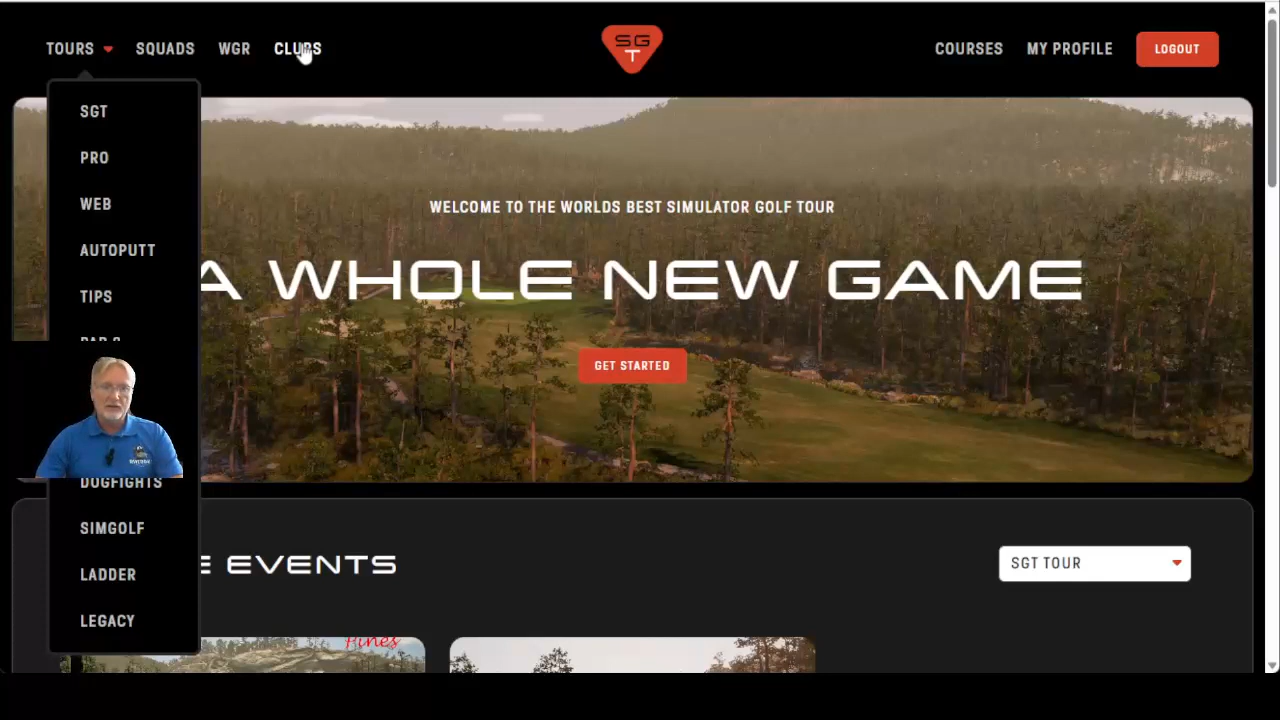 TOURS SQUADS WGR CLUBS
SG
T
COURSES MY PROFILE LOGOUT
SGT
PRO
WEB
AUTOPUTT
TIPS
DOGFIGHTS
SIMGOLF
LADDER
LEGACY
WELCOME TO THE WORLDS BEST SIMULATOR GOLF TOUR
A WHOLE NEW GAME
GET STARTED
EVENTS
SGT TOUR
Pines